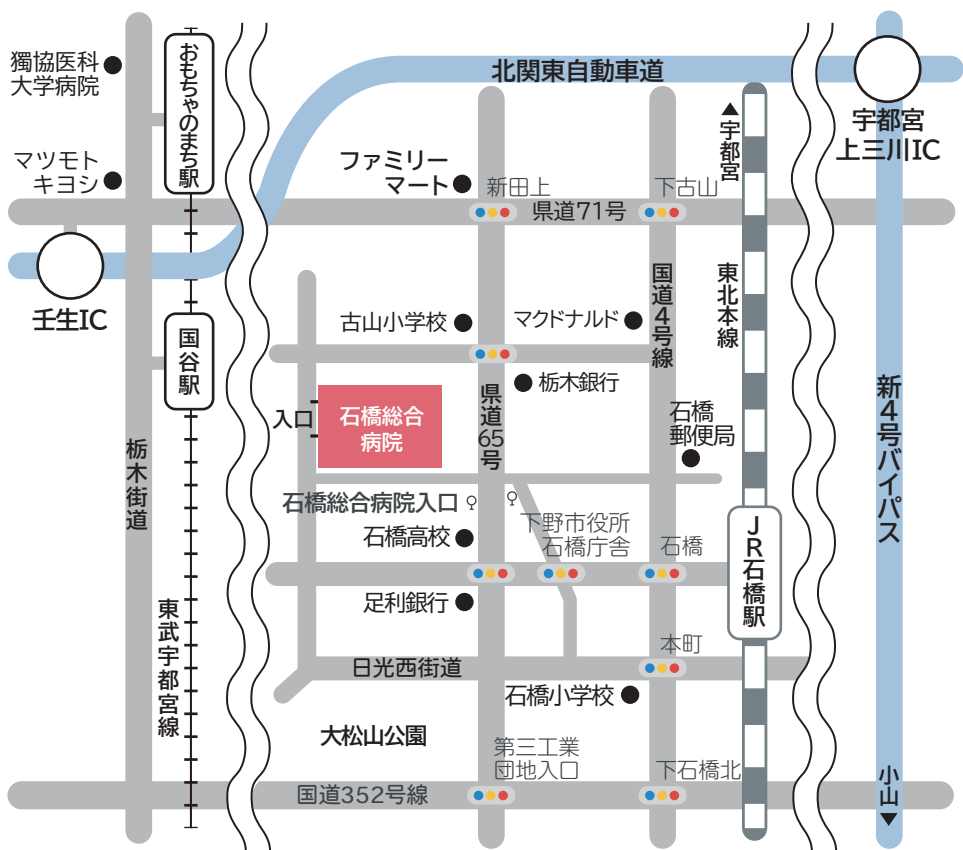 獨協医科
大学病院
おもちゃのまち駅
北関東自動車道
宇都宮
上三川IC
▲宇都宮
マツモト
キヨシ
ファミリー
マート
新田上
下古山
県道71号
壬生IC
国道4号線
東北本線
国谷駅
古山小学校
マクドナルド
栃木銀行
入口
石橋総合
病院
県道65号
石橋
郵便局
新4号バイパス
栃木街道
石橋総合病院入口
下野市役所
石橋庁舎
石橋高校
石橋
JR石橋駅
足利銀行
東武宇都宮線
日光西街道
本町
石橋小学校
大松山公園
第三工業
団地入口
下石橋北
国道352号線
小山▼